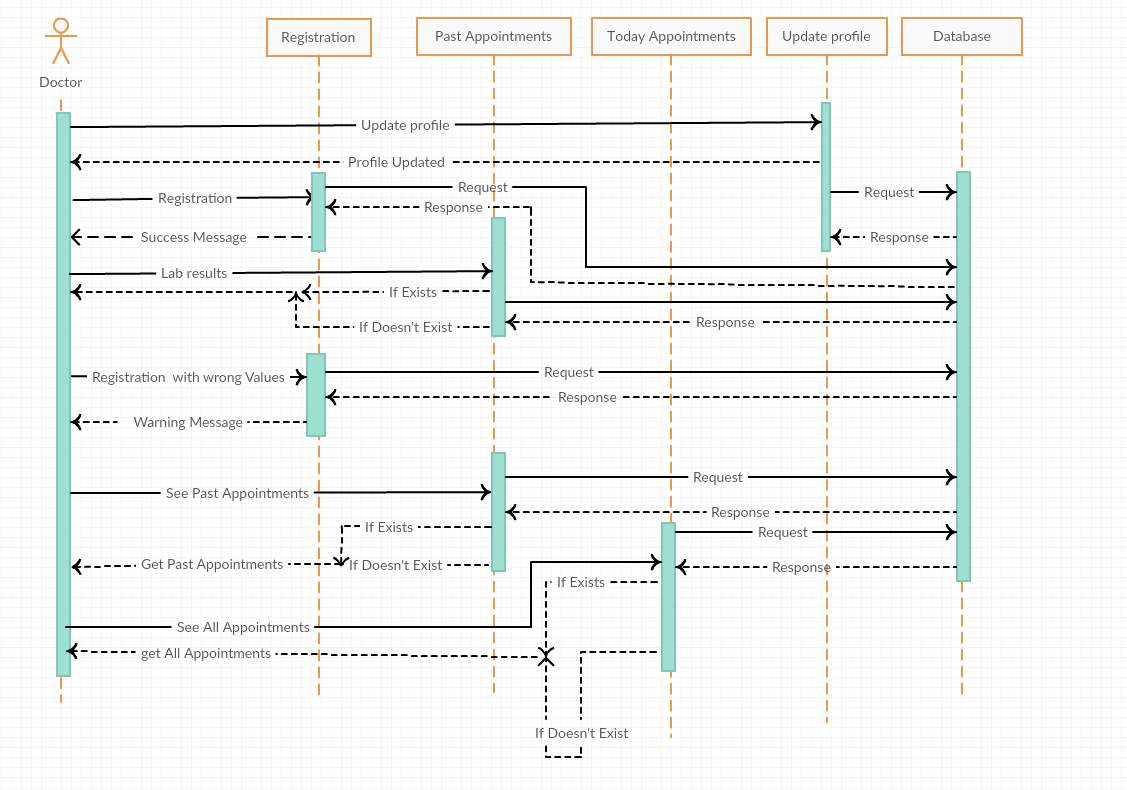 Registration
Past Appointments
Today Appointments
Update profile
Database
Doctor
Update profile
Profile Updated
Request
Registration
Request
Response
Success Message
Response
Lab results
If Exists
If Doesn't Exist
Response
Registration with wrong Values
Request
Response
Warning Message
Request
See Past Appointments
Response
If Exists
Request
Get Past Appointments
If Doesn't Exist
Response
If Exists
See All Appointments
get All Appointments
If Doesn't Exist